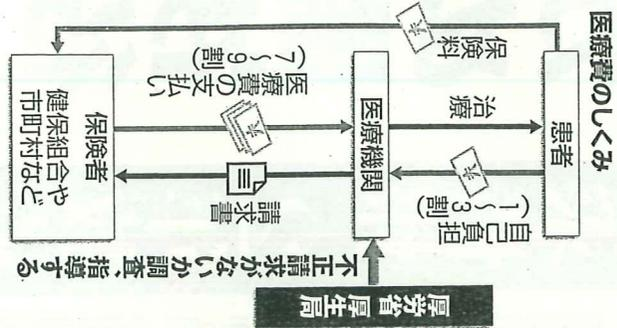 医療費のしくみ
患者
保険料
治療
自己負担
(1〜3割)
医療機関
医療費の支払い
(7〜9割)
請求書
保険者
健保組合や
市町村など
不正請求がないか調査、指導する
厚労省 厚生局